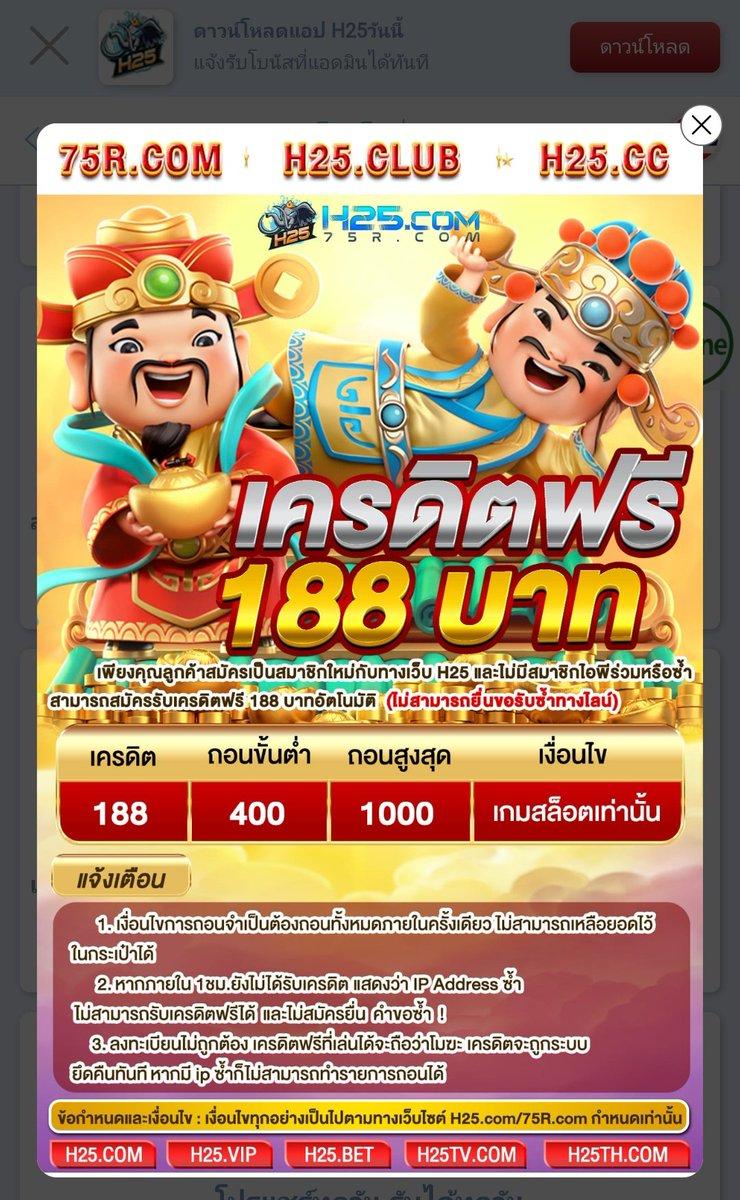 ดาวน์โหลดแอป H25วันนี้
แจ้งรับโบนัสที่แอดมินได้ทันที
ดาวน์โหลด
H25
75R.COM H25.CLUB H25.CC
H25 H25.COM
75R.COM
เครดิตฟรี
188 บาท
เพียงคุณลูกค้าสมัครเป็นสมาชิกใหม่กับทางเว็บ H25 และไม่มีสมาชิกไอพีร่วมหรือซ้ำ
สามารถสมัครรับเครดิตฟรี 188 บาทอัตโนมัติ (ไม่สามารถยื่นขอรับซ้ำทางไลน์)
เครดิต ถอนขั้นต่ำ ถอนสูงสุด เงื่อนไข
188 400 1000 เกมสล็อตเท่านั้น
แจ้งเตือน
1. เงื่อนไขการถอนจำเป็นต้องถอนทั้งหมดภายในครั้งเดียว ไม่สามารถเหลือยอดไว้
ในกระเป๋าได้
2. หากภายใน 1ชม.ยังไม่ได้รับเครดิต แสดงว่า IP Address ซ้ำ
ไม่สามารถรับเครดิตฟรีได้ และไม่สมัครยื่น คำขอซ้ำ !
3. ลงทะเบียนไม่ถูกต้อง เครดิตฟรีที่เล่นได้จะถือว่าโมฆะ เครดิตจะถูกระบบ
ยึดคืนทันที หากมี ip ซ้ำก็ไม่สามารถทำรายการถอนได้
ข้อกำหนดและเงื่อนไข : เงื่อนไขทุกอย่างเป็นไปตามทางเว็บไซต์ H25.com/75R.com กำหนดเท่านั้น
H25.COM H25.VIP H25.BET H25TV.COM H25TH.COM